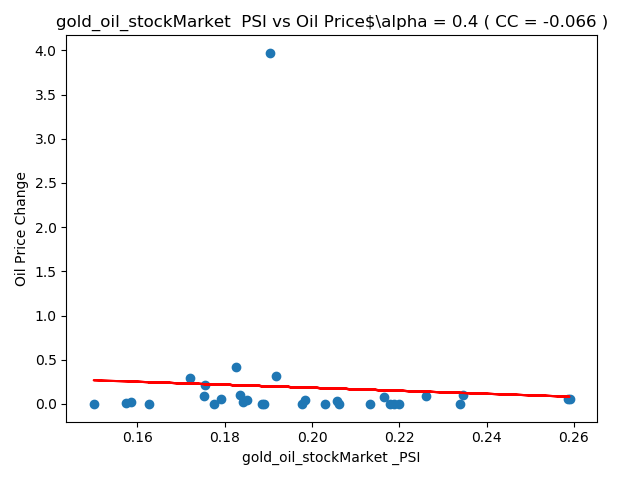 gold_oil_stockMarket  PSI vs Oil Price$\alpha = 0.4 ( CC = -0.066 )
4.0
3.5
3.0
2.5
2.0
1.5
1.0
0.5
0.0
Oil Price Change
0.16 0.18 0.20 0.22 0.24 0.26
gold_oil_stockMarket _PSI